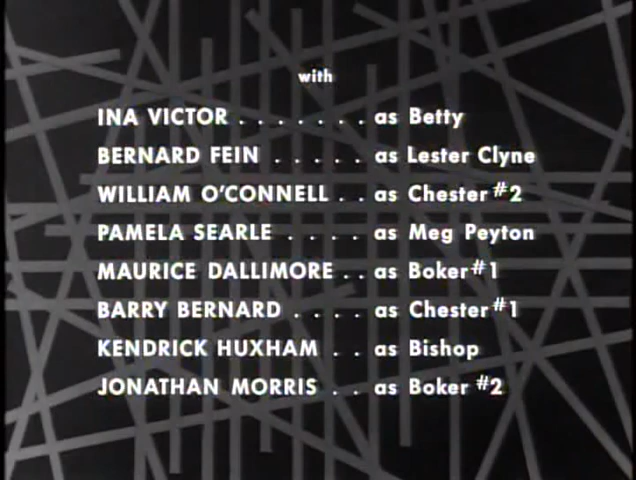 with
INA VICTOR . . . . . . . as Betty
BERNARD FEIN . . . . . as Lester Clyne
WILLIAM O'CONNELL . . as Chester #2
PAMELA SEARLE . . . . as Meg Peyton
MAURICE DALLIMORE . . as Boker #1
BARRY BERNARD . . . . as Chester #1
KENDRICK HUXHAM . . as Bishop
JONATHAN MORRIS . . as Boker #2